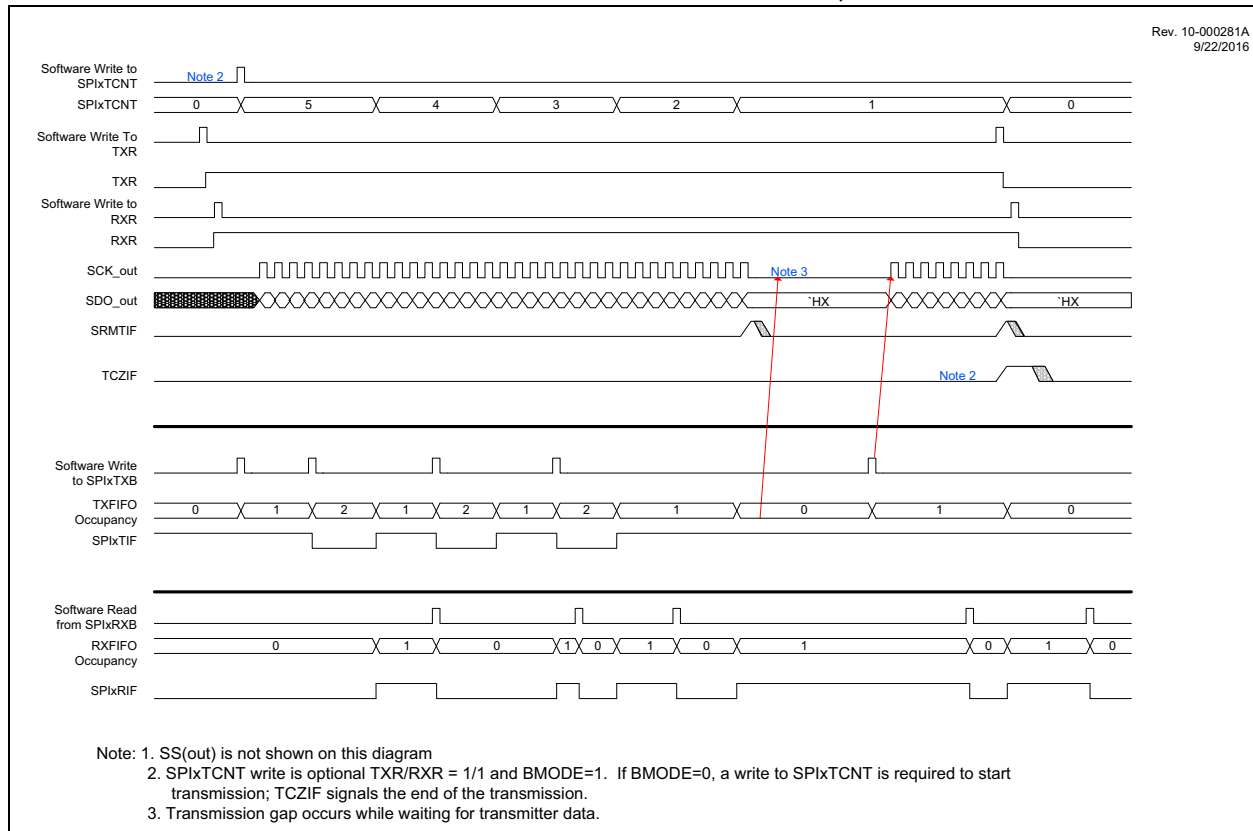 Rev. 10-000281A
9/22/2016
Software Write to
SPIxTCNT
Note 2
SPIxTCNT
0 5 4 3 2 1 0
Software Write To
TXR
TXR
Software Write to
RXR
RXR
SCK_out
Note 3
SDO_out
`HX `HX
SRMTIF
TCZIF
Note 2
Software Write
to SPIxTXB
TXFIFO
Occupancy
0 1 2 1 2 1 2 1 0 1 0
SPIxTIF
Software Read
from SPIxRXB
RXFIFO
Occupancy
0 1 0 1 0 1 0 1 0 1 0
SPIxRIF
Note: 1. SS(out) is not shown on this diagram
2. SPIxTCNT write is optional TXR/RXR = 1/1 and BMODE=1. If BMODE=0, a write to SPIxTCNT is required to start
transmission; TCZIF signals the end of the transmission.
3. Transmission gap occurs while waiting for transmitter data.